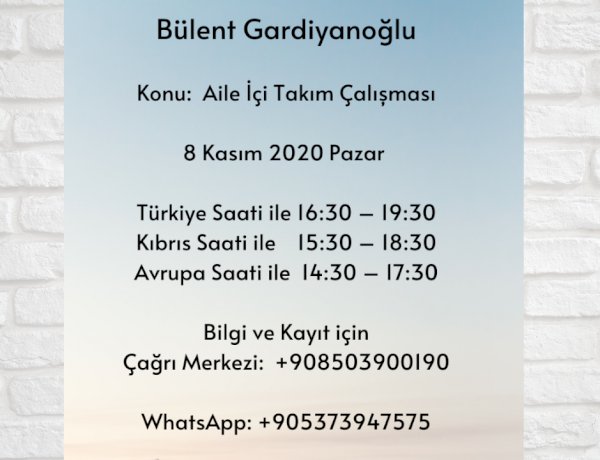 Bülent Gardiyanoğlu
Konu: Aile İçi Takım Çalışması
8 Kasım 2020 Pazar
Türkiye Saati ile 16:30 – 19:30
Kıbrıs Saati ile 15:30 – 18:30
Avrupa Saati ile 14:30 – 17:30
Bilgi ve Kayıt için
Çağrı Merkezi: +908503900190
WhatsApp: +905373947575